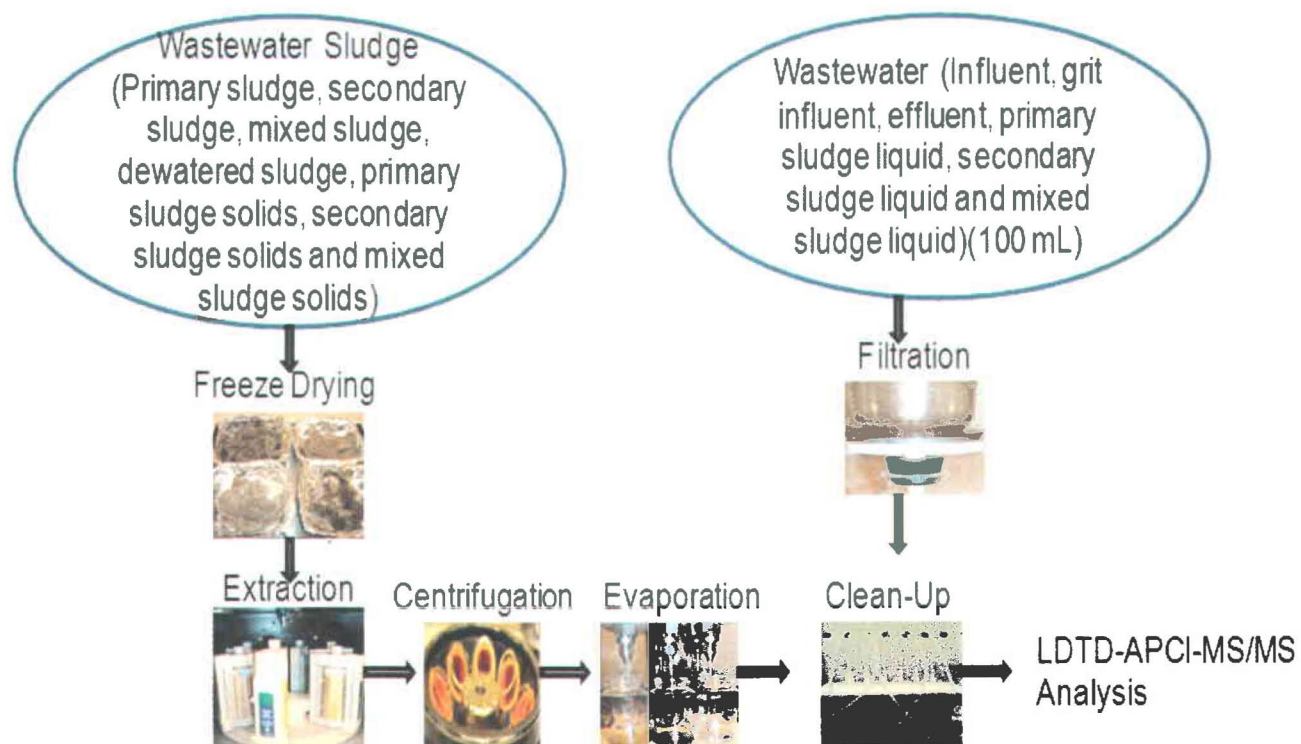 Wastewater Sludge
(Primary sludge, secondary
sludge, mixed sludge,
dewatered sludge, primary
sludge solids, secondary
sludge solids and mixed
sludge solids)
Wastewater (Influent, grit
influent, effluent, primary
sludge liquid, secondary
sludge liquid and mixed
sludge liquid)(100 mL)
Freeze Drying
Filtration
Extraction
Centrifugation
Evaporation
Clean-Up
LDTD-APCI-MS/MS
Analysis